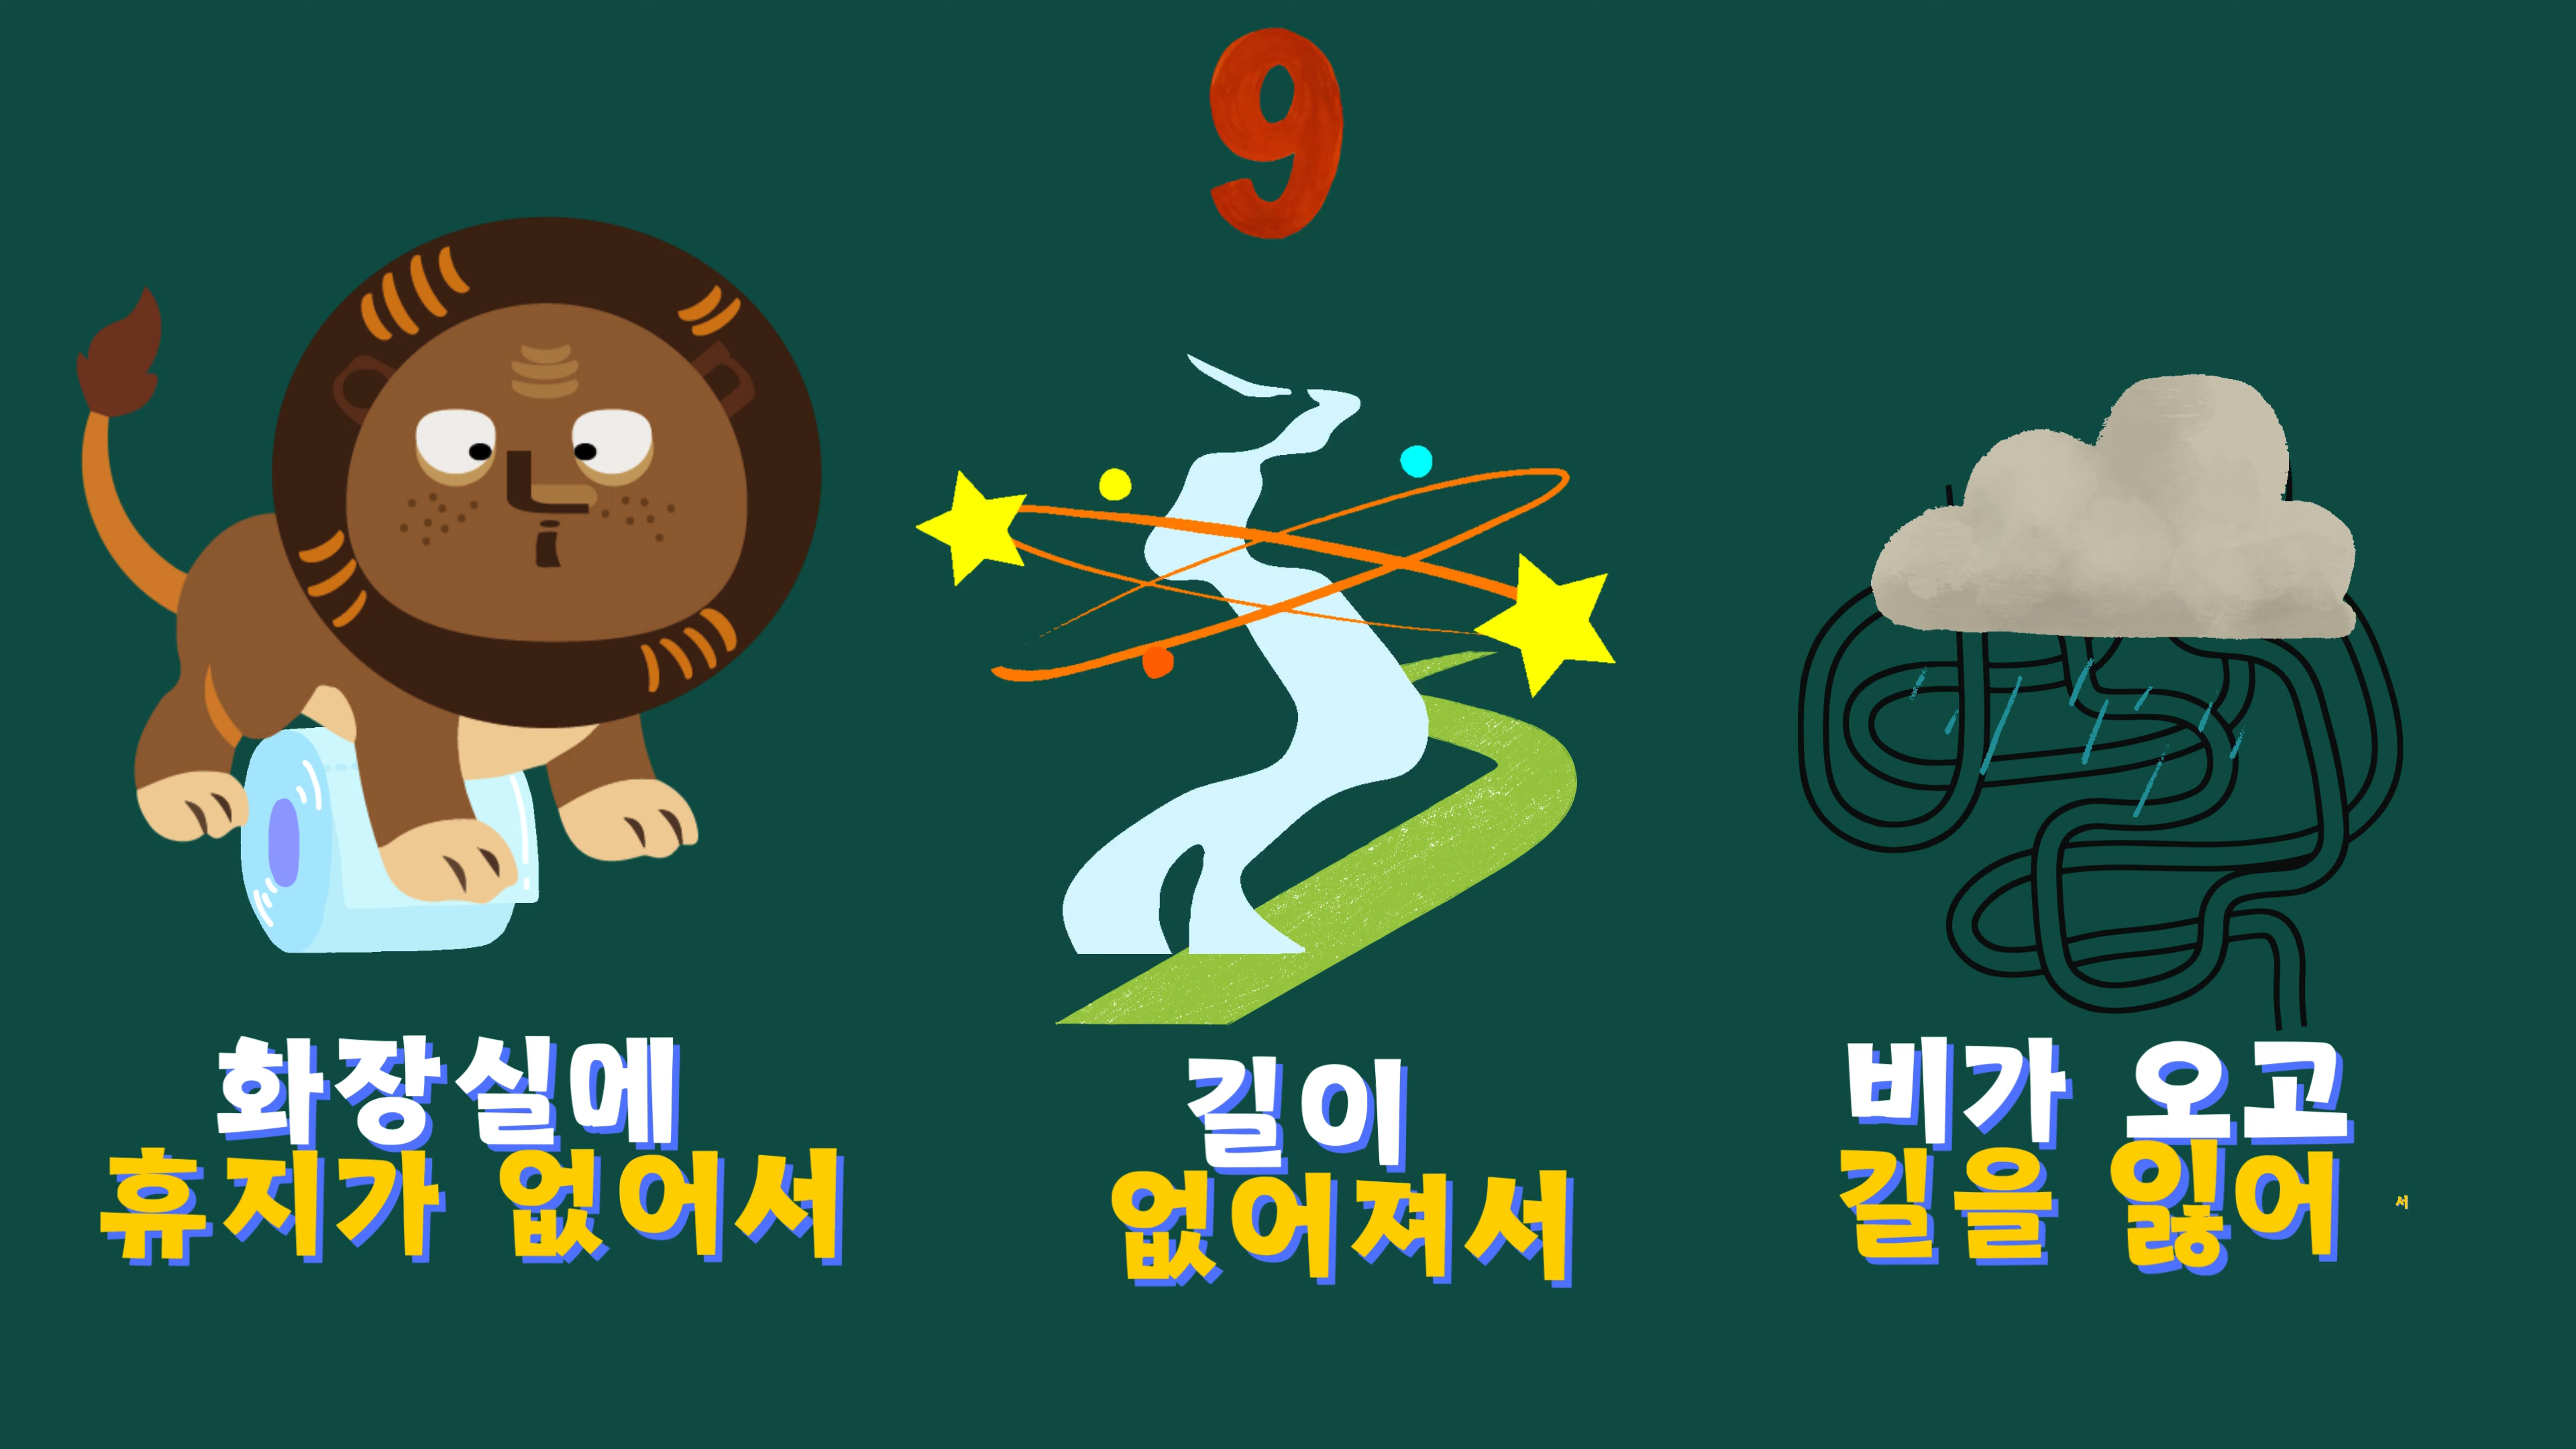 9
화장실에
휴지가 없어서
길이
없어져서
비가 오고
길을 잃어서